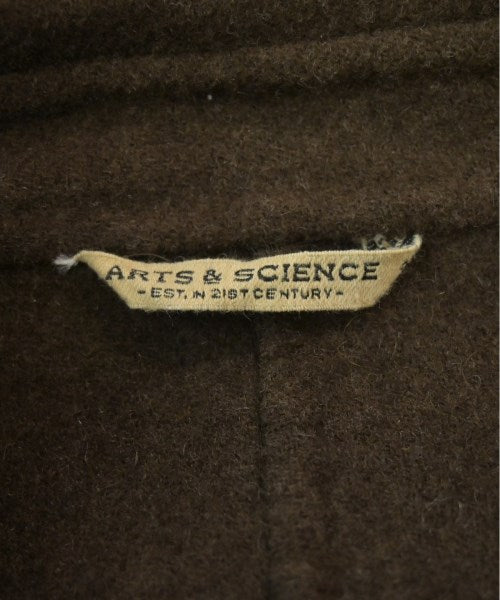 ARTS & SCIENCE
- EST. IN 21ST CENTURY -